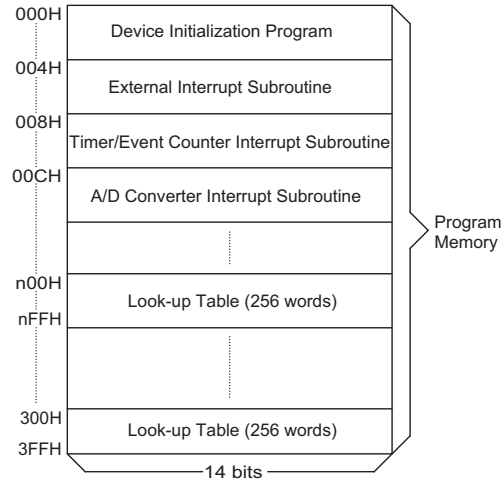 000H
Device Initialization Program
004H
External Interrupt Subroutine
008H
Timer/Event Counter Interrupt Subroutine
00CH
A/D Converter Interrupt Subroutine
Program
Memory
n00H
Look-up Table (256 words)
nFFH
300H
Look-up Table (256 words)
3FFH
14 bits